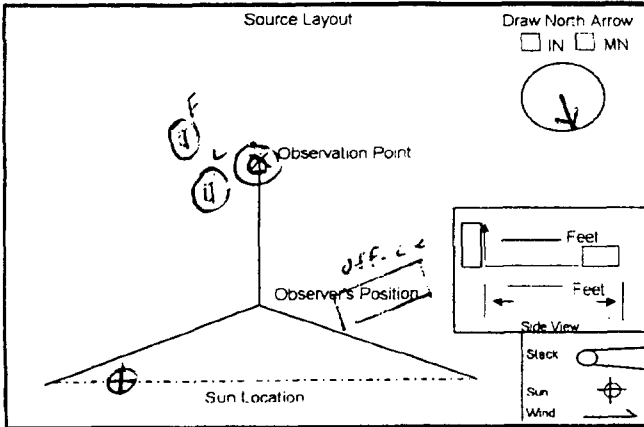 Source Layout
Draw North Arrow
IN MN
F
L
Observation Point
Office
Observer's Position
Feet
Feet
Side View
Sun Location
Stack
Sun
Wind